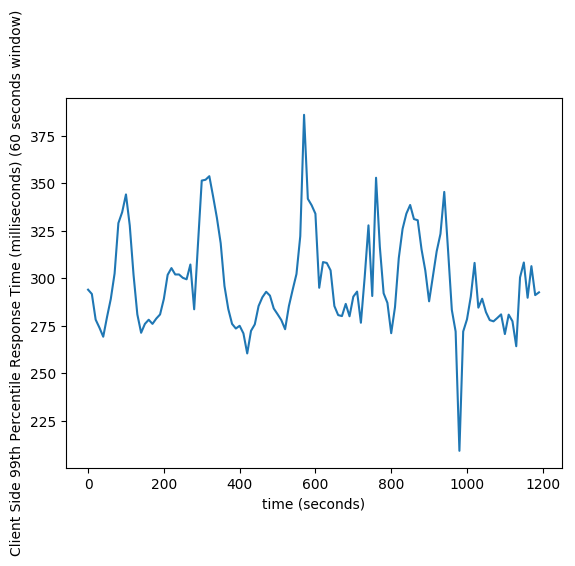 Client Side 99th Percentile Response Time (milliseconds) (60 seconds window)
375
350
325
300
275
250
225
0 200 400 600 800 1000 1200
time (seconds)